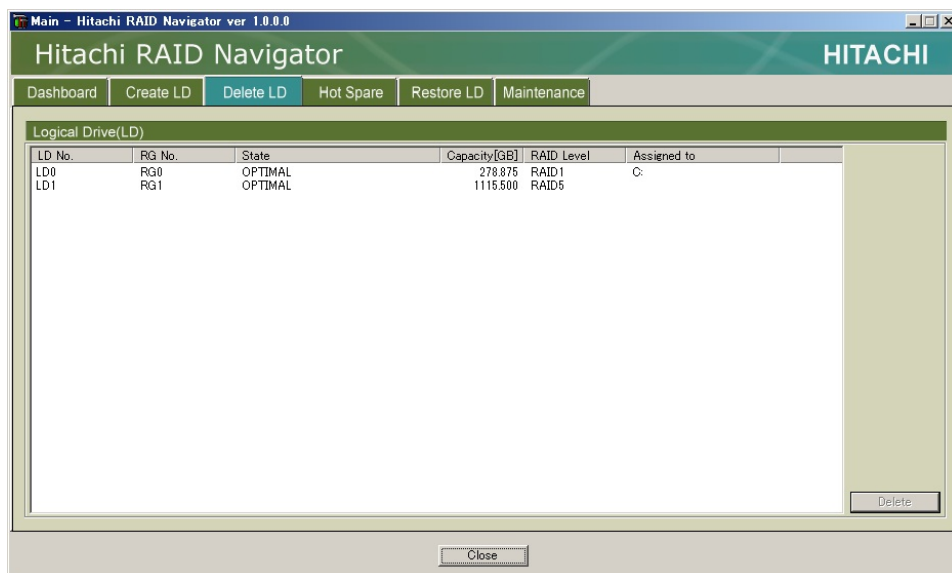 Main - Hitachi RAID Navigator ver 1.0.0.0
Hitachi RAID Navigator HITACHI
Dashboard Create LD Delete LD Hot Spare Restore LD Maintenance
Logical Drive(LD)
LD No. RG No. State Capacity[GB] RAID Level Assigned to
LD0 RG0 OPTIMAL 278.875 RAID1 C:
LD1 RG1 OPTIMAL 1115.500 RAID5
Delete
Close